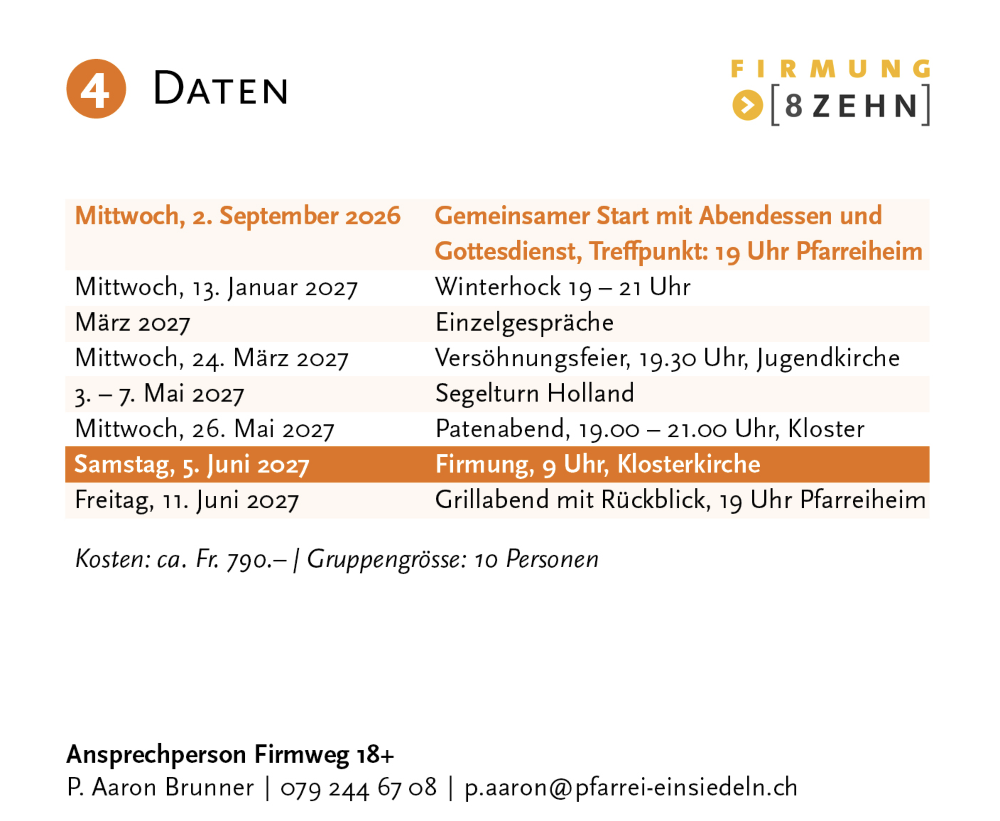 4 DATEN
FIRMUNG
[8ZEHN]
Mittwoch, 2. September 2026 Gemeinsamer Start mit Abendessen und
Gottesdienst, Treffpunkt: 19 Uhr Pfarreiheim
Mittwoch, 13. Januar 2027 Winterhock 19 – 21 Uhr
März 2027 Einzelgespräche
Mittwoch, 24. März 2027 Versöhnungsfeier, 19.30 Uhr, Jugendkirche
3. – 7. Mai 2027 Segelturn Holland
Mittwoch, 26. Mai 2027 Patenabend, 19.00 – 21.00 Uhr, Kloster
Samstag, 5. Juni 2027 Firmung, 9 Uhr, Klosterkirche
Freitag, 11. Juni 2027 Grillabend mit Rückblick, 19 Uhr Pfarreiheim
Kosten: ca. Fr. 790.– | Gruppengrösse: 10 Personen
Ansprechperson Firmweg 18+
P. Aaron Brunner | 079 244 67 08 | p.aaron@pfarrei-einsiedeln.ch